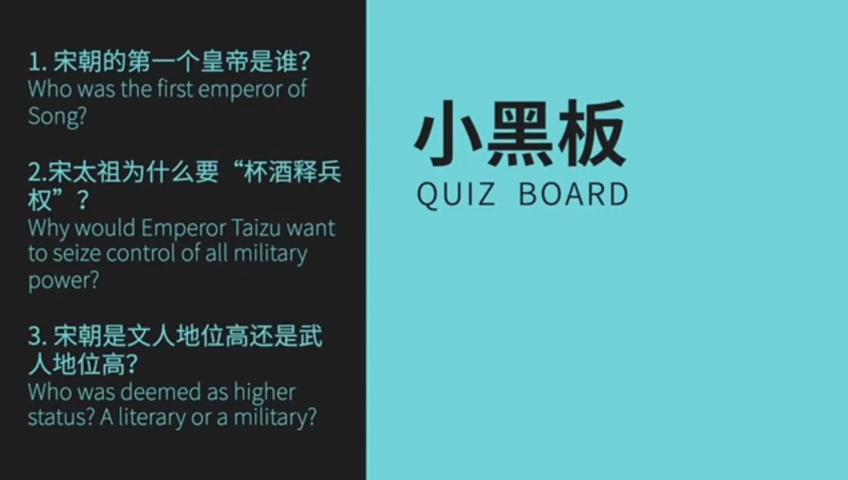 1. 宋朝的第一个皇帝是谁？
Who was the first emperor of
Song?
2.宋太祖为什么要“杯酒释兵
权”？
Why would Emperor Taizu want
to seize control of all military
power?
3. 宋朝是文人地位高还是武
人地位高？
Who was deemed as higher
status? A literary or a military?
小黑板
QUIZ BOARD